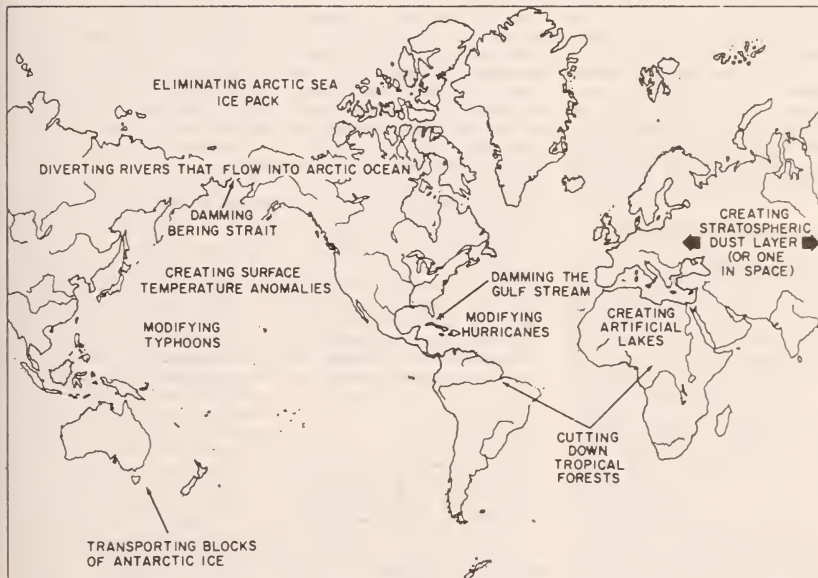 ELIMINATING ARCTIC SEA
ICE PACK
DIVERTING RIVERS THAT FLOW INTO ARCTIC OCEAN
DAMMING
BERING STRAIT
CREATING
STRATOSPHERIC
DUST LAYER
(OR ONE
IN SPACE)
CREATING SURFACE
TEMPERATURE ANOMALIES
DAMMING THE
GULF STREAM
MODIFYING
TYPHOONS
MODIFYING
HURRICANES
CREATING
ARTIFICIAL
LAKES
CUTTING
DOWN
TROPICAL
FORESTS
TRANSPORTING BLOCKS
OF ANTARCTIC ICE